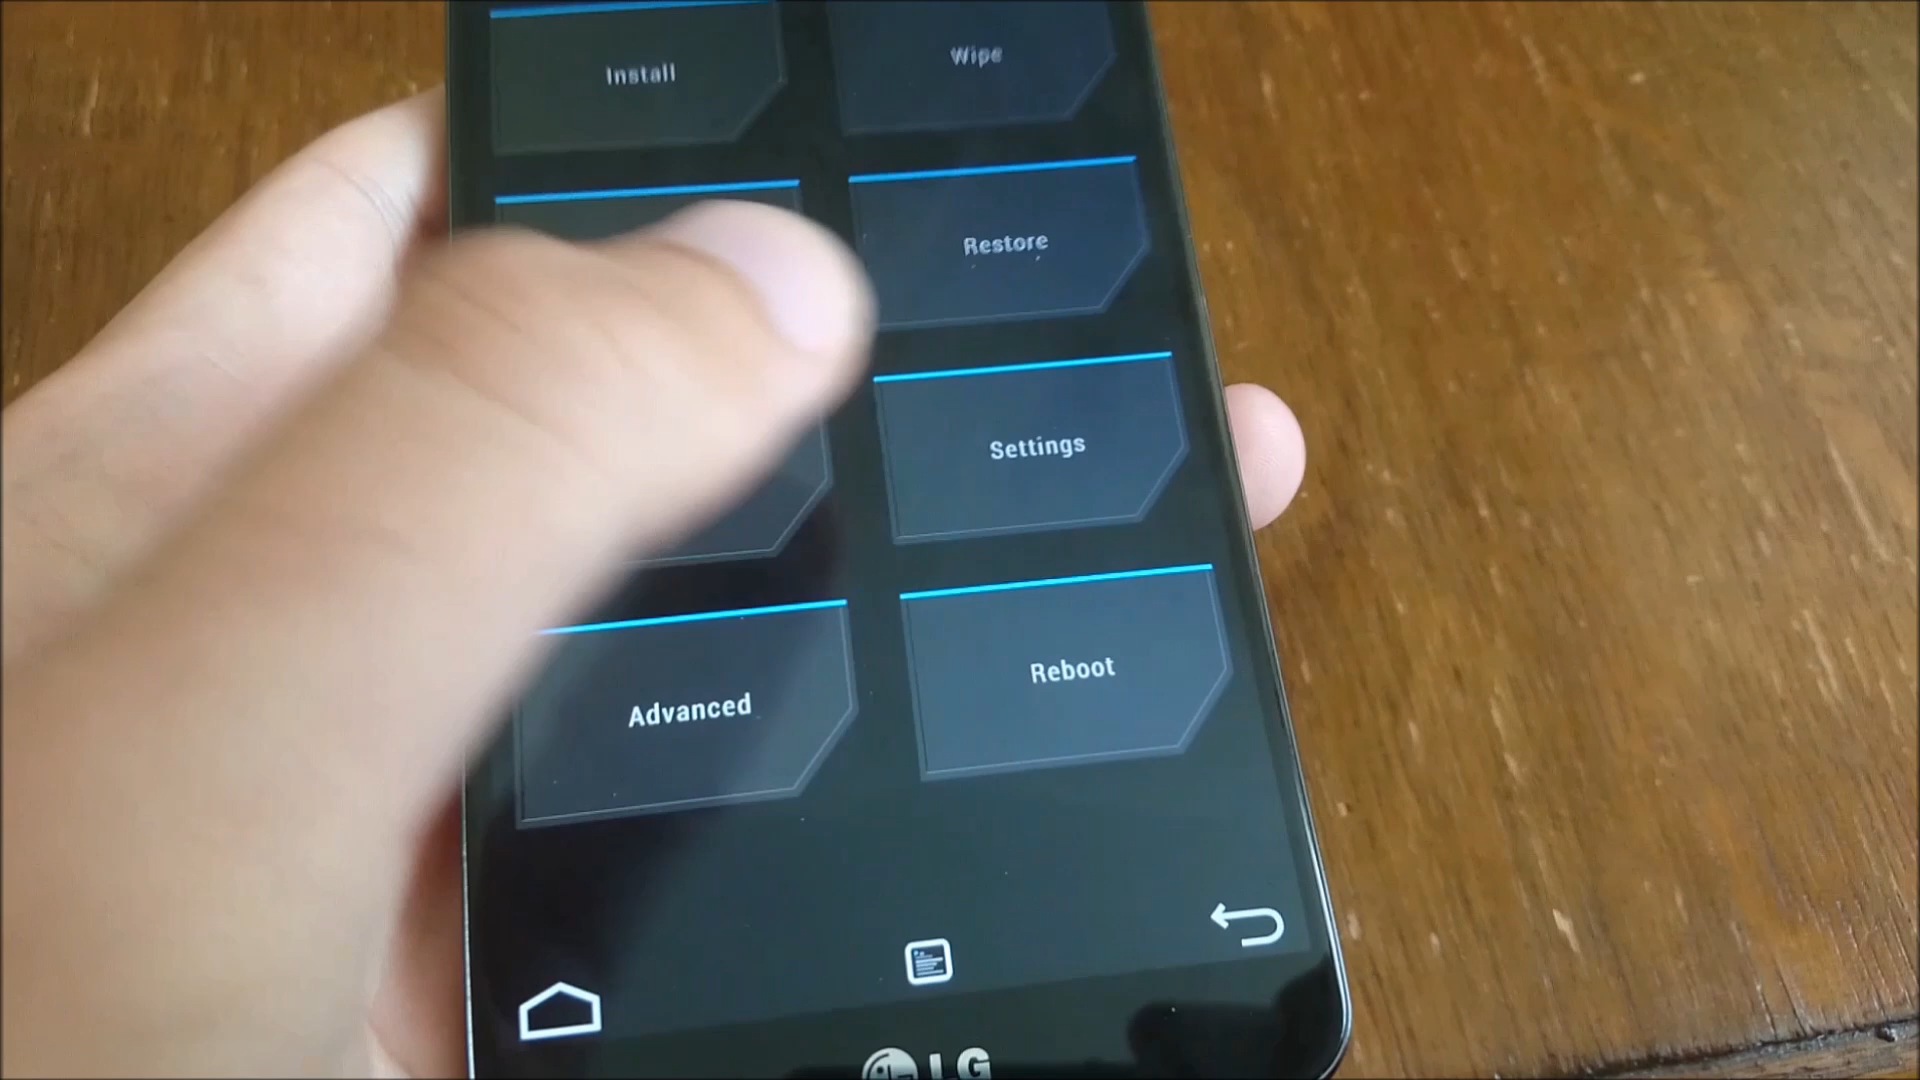 Install
Wipe
Restore
Settings
Advanced
Reboot
LG